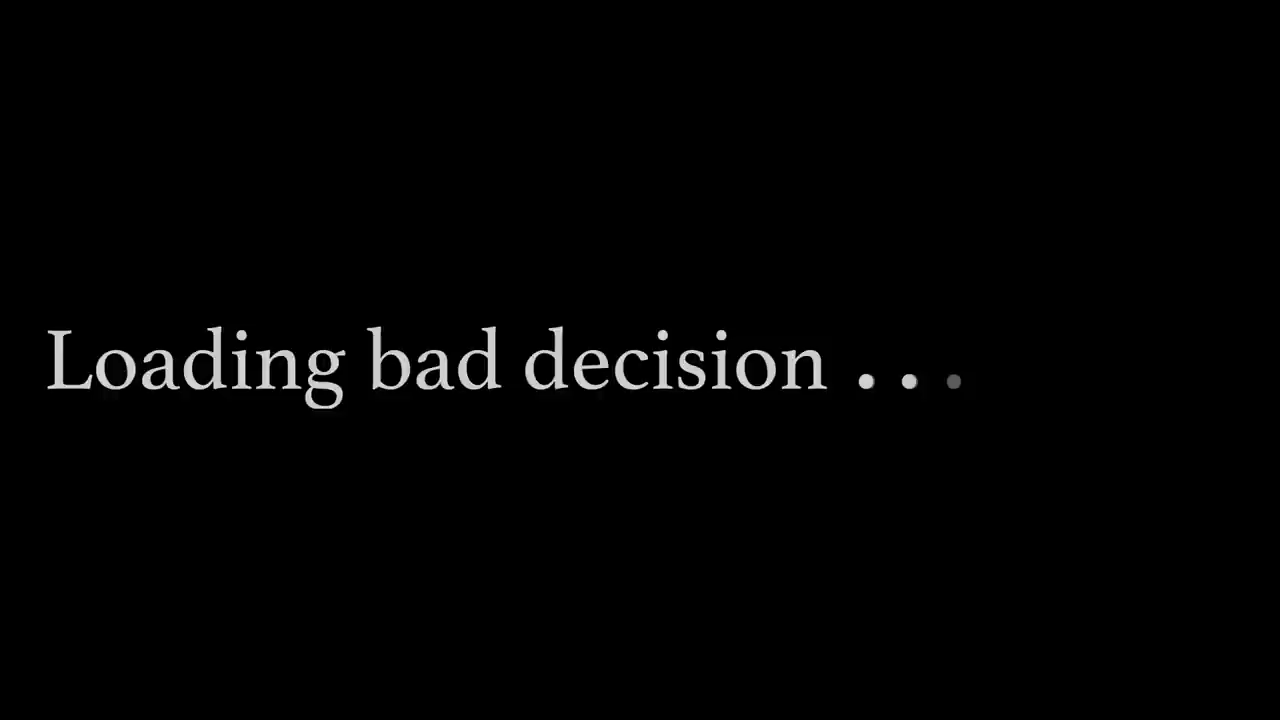 Loading bad decision . . .